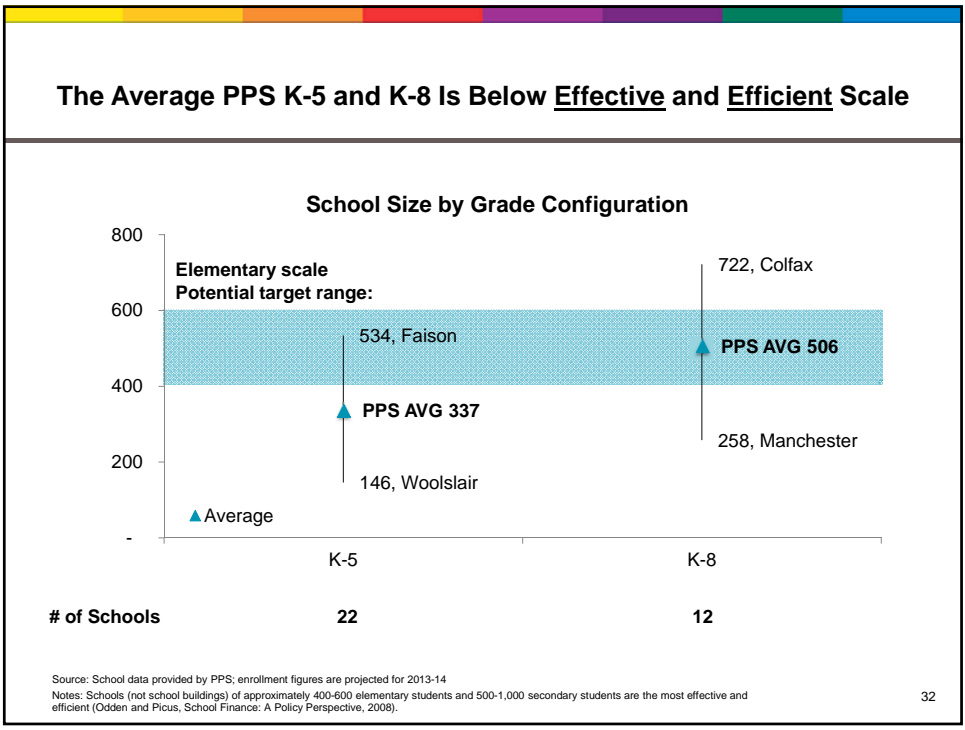 The Average PPS K-5 and K-8 Is Below Effective and Efficient Scale
School Size by Grade Configuration
800
600
400
200
-
Elementary scale
Potential target range:
534, Faison
PPS AVG 337
146, Woolslair
722, Colfax
PPS AVG 506
258, Manchester
Average
K-5
K-8
# of Schools 22 12
Source: School data provided by PPS; enrollment figures are projected for 2013-14
Notes: Schools (not school buildings) of approximately 400-600 elementary students and 500-1,000 secondary students are the most effective and
efficient (Odden and Picus, School Finance: A Policy Perspective, 2008).
32